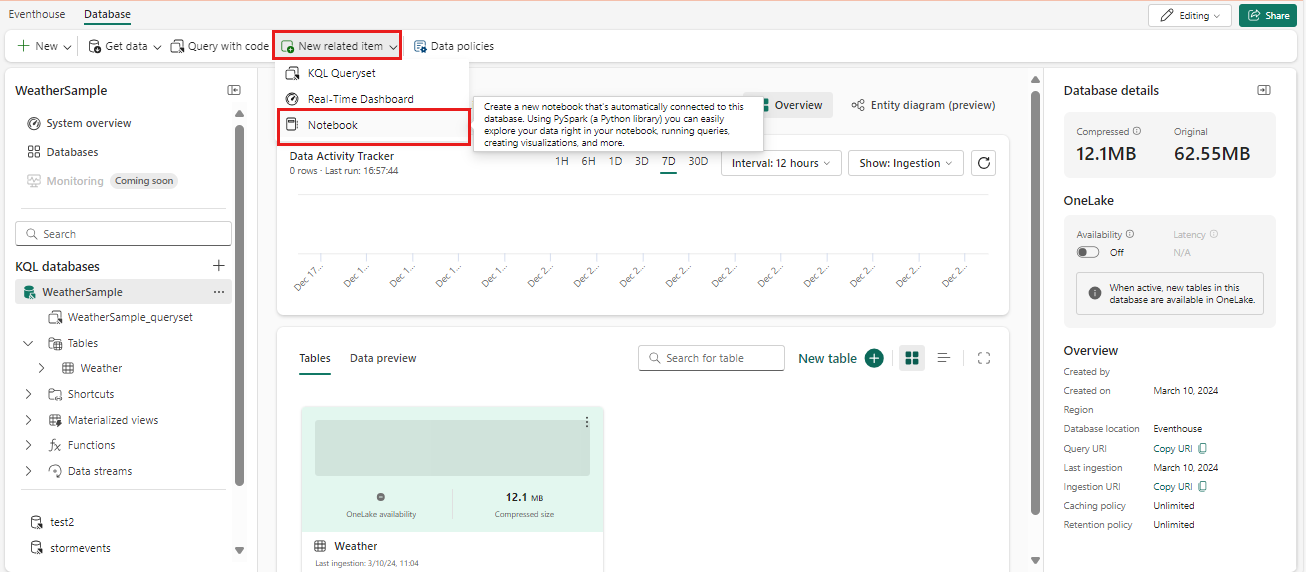 Eventhouse Database
Editing
Share
New Get data Query with code New related item Data policies
KQL Queryset
Real-Time Dashboard
Notebook
Create a new notebook that's automatically connected to this
database. Using PySpark (a Python library) you can easily
explore your data right in your notebook, running queries,
creating visualizations, and more.
WeatherSample
System overview
Databases
Monitoring Coming soon
Search
KQL databases
WeatherSample
WeatherSample_queryset
Tables
Weather
Shortcuts
Materialized views
Functions
Data streams
test2
stormevents
Overview Entity diagram (preview)
Data Activity Tracker
0 rows · Last run: 16:57:44
1H 6H 1D 3D 7D 30D
Interval: 12 hours
Show: Ingestion
Dec 17... Dec 1... Dec 1... Dec 1... Dec 1... Dec 2... Dec 2... Dec 2... Dec 2... Dec 2... Dec 2... Dec 2... Dec 2... Dec 2... Dec 2...
Tables Data preview
Search for table
New table
12.1 MB
OneLake availability Compressed size
Weather
Last ingestion: 3/10/24, 11:04
Database details
Compressed Original
12.1MB 62.55MB
OneLake
Availability Latency
Off N/A
When active, new tables in this
database are available in OneLake.
Overview
Created by
Created on March 10, 2024
Region
Database location Eventhouse
Query URI Copy URI
Last ingestion March 10, 2024
Ingestion URI Copy URI
Caching policy Unlimited
Retention policy Unlimited